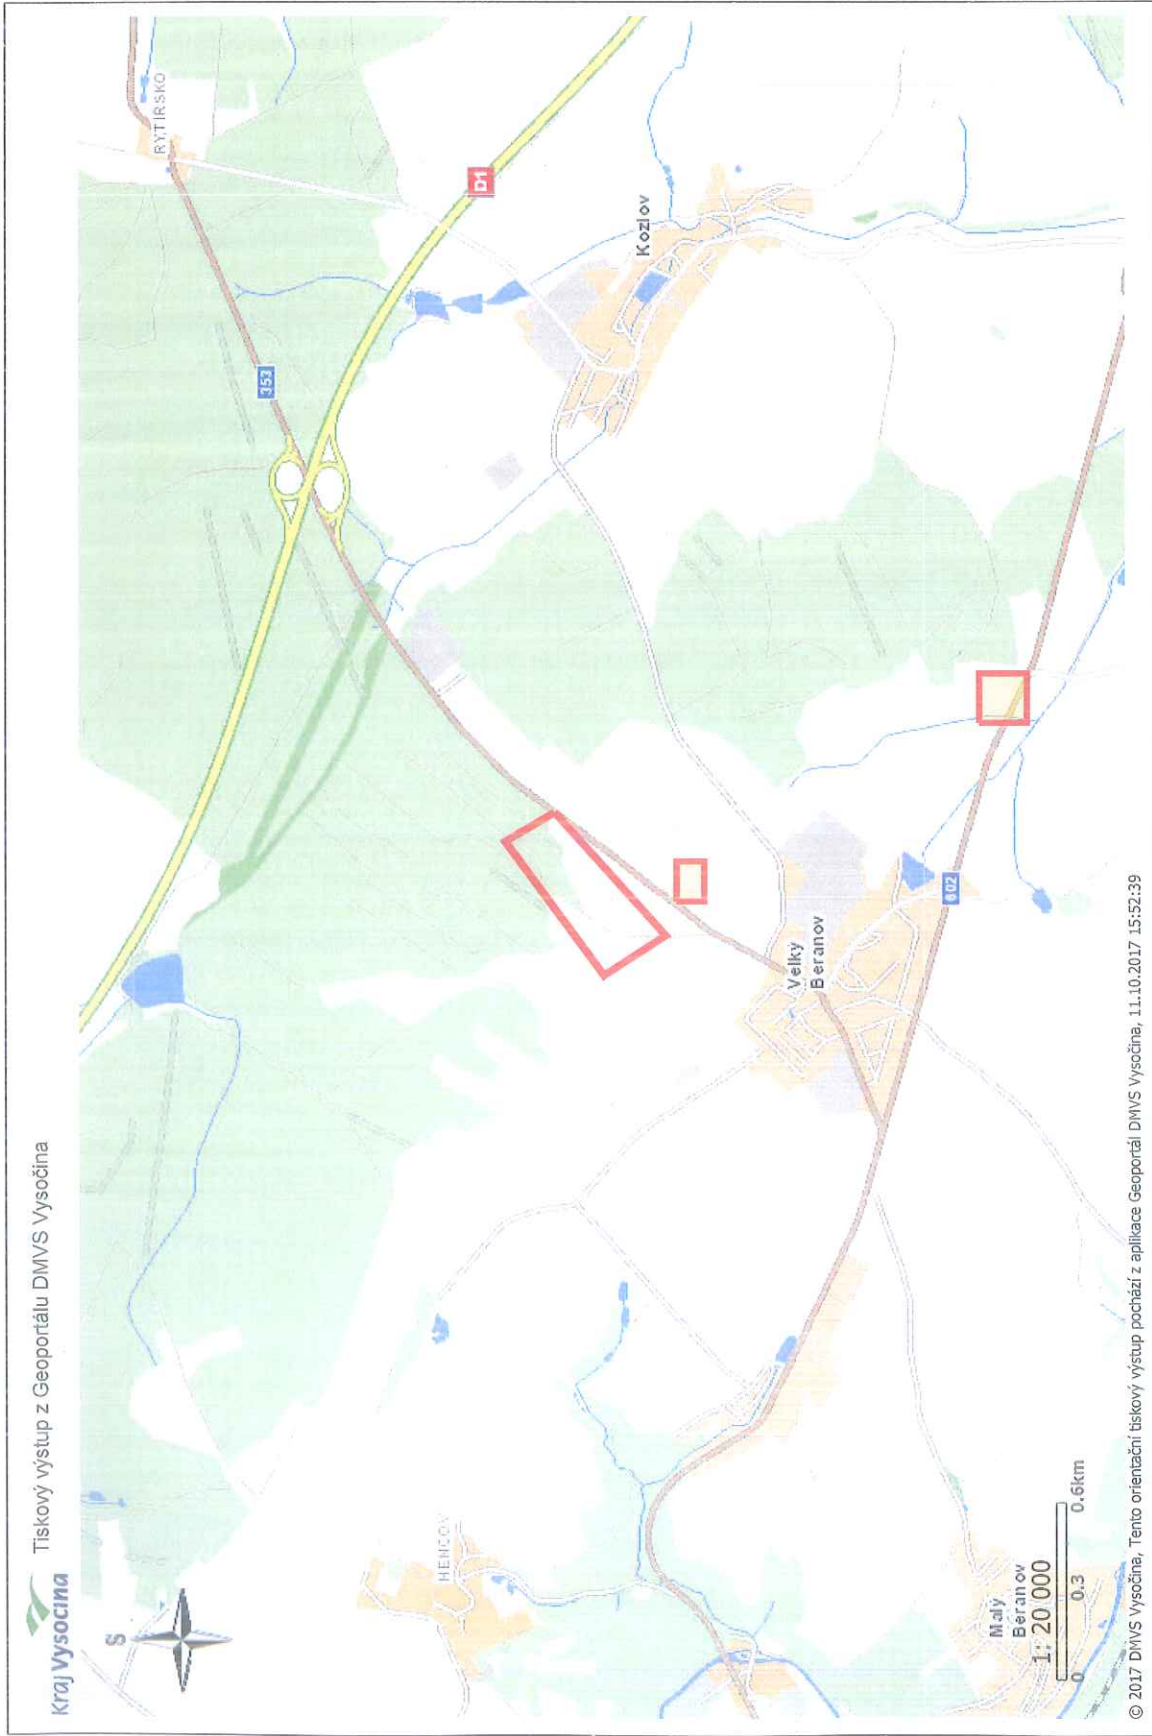 Tiskový výstup z Geoportálu DMVS Vysočina
Kraj Vysočina
S
RYTÍŘSKO
D1
353
Kozlov
Velký
Beranov
602
HENČOV
Malý
Beranov
1: 20 000
0 0.3 0.6km
© 2017 DMVS Vysočina, Tento orientační tiskový výstup pochází z aplikace Geoportál DMVS Vysočina, 11.10.2017 15:52:39